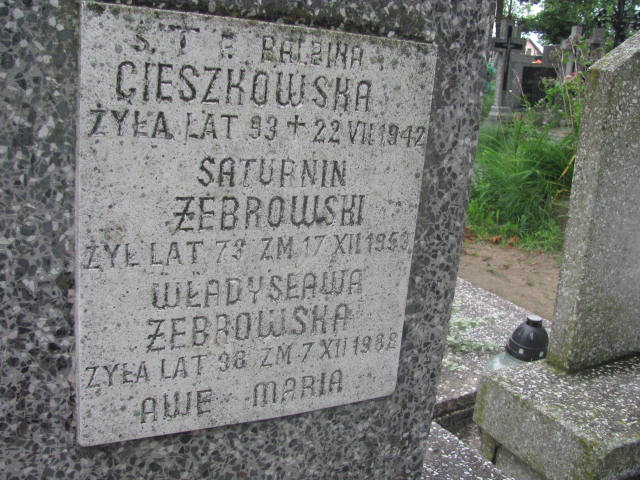 Ś. T P. BALBINA
CIESZKOWSKA
ŻYŁA LAT 93 + 22 VII 1942
SATURNIN
ŻEBROWSKI
ŻYŁ LAT 73 ZM 17 XII 1953
WŁADYSŁAWA
ŻEBROWSKA
ŻYŁA LAT 98 ZM 7 XII 1988
AWE MARIA